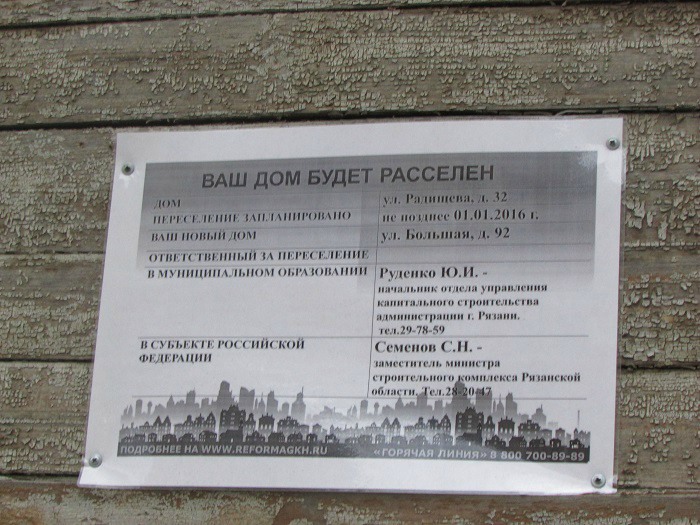 ВАШ ДОМ БУДЕТ РАССЕЛЕН
ДОМ ул. Радищева, д. 32
ПЕРЕСЕЛЕНИЕ ЗАПЛАНИРОВАНО не позднее 01.01.2016 г.
ВАШ НОВЫЙ ДОМ ул. Большая, д. 92
ОТВЕТСТВЕННЫЙ ЗА ПЕРЕСЕЛЕНИЕ
В МУНИЦИПАЛЬНОМ ОБРАЗОВАНИИ Руденко Ю.И. -
начальник отдела управления
капитального строительства
администрации г. Рязани.
тел.29-78-59
В СУБЪЕКТЕ РОССИЙСКОЙ Семенов С.Н. -
ФЕДЕРАЦИИ заместитель министра
строительного комплекса Рязанской
области. Тел.28-20-47
ПОДРОБНЕЕ НА WWW.REFORMAGKH.RU «ГОРЯЧАЯ ЛИНИЯ» 8 800 700-89-89